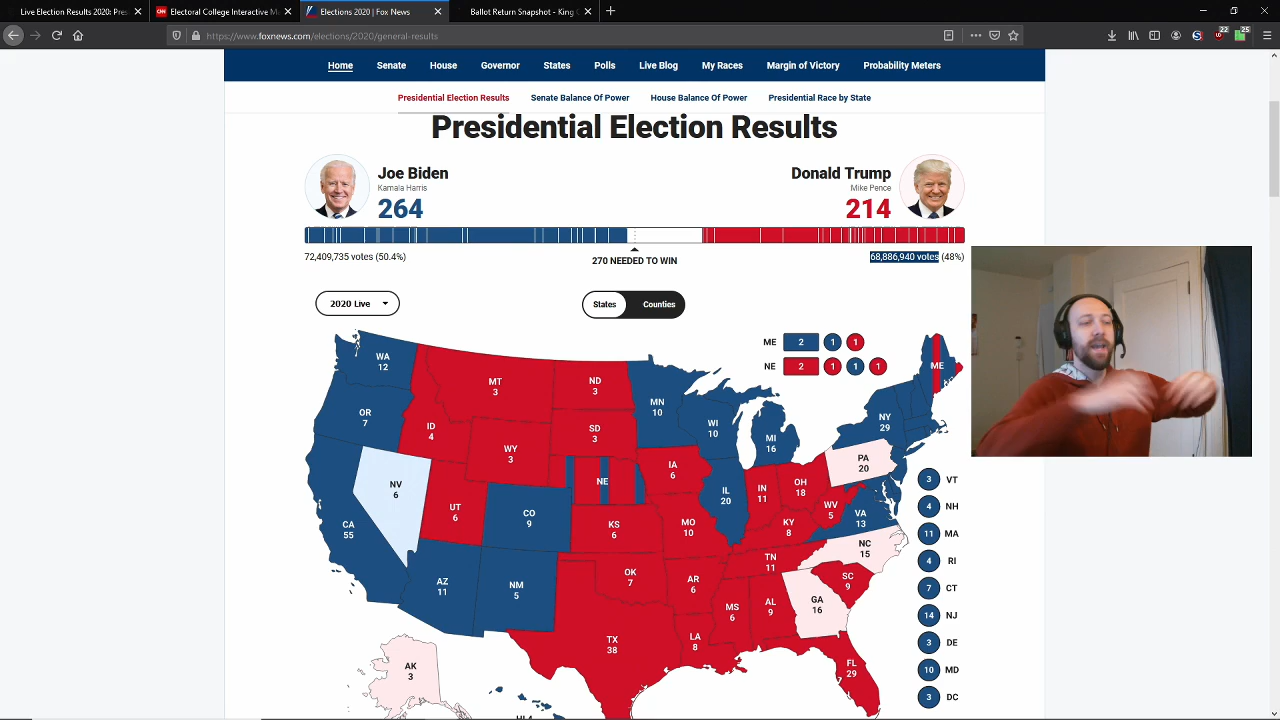 Live Election Results 2020: Pres
Electoral College Interactive Ma
Elections 2020 | Fox News
Ballot Return Snapshot - King C
https://www.foxnews.com/elections/2020/general-results
22
25
Home Senate House Governor States Polls Live Blog My Races Margin of Victory Probability Meters
Presidential Election Results Senate Balance Of Power House Balance Of Power Presidential Race by State
Presidential Election Results
Joe Biden
Kamala Harris
264
Donald Trump
Mike Pence
214
72,409,735 votes (50.4%)
270 NEEDED TO WIN
68,886,940 votes (48%)
2020 Live
States Counties
ME 2 1 1
NE 2 1 1 1
WA
12
OR
7
CA
55
NV
6
ID
4
MT
3
WY
3
UT
6
AZ
11
CO
9
NM
5
ND
3
SD
3
NE
KS
6
OK
7
TX
38
MN
10
IA
6
MO
10
AR
6
LA
8
WI
10
IL
20
MI
16
IN
11
OH
18
KY
8
TN
11
MS
6
AL
9
GA
16
FL
29
SC
9
NC
15
VA
13
WV
5
PA
20
NY
29
ME
AK
3
3 VT
4 NH
11 MA
4 RI
7 CT
14 NJ
3 DE
10 MD
3 DC